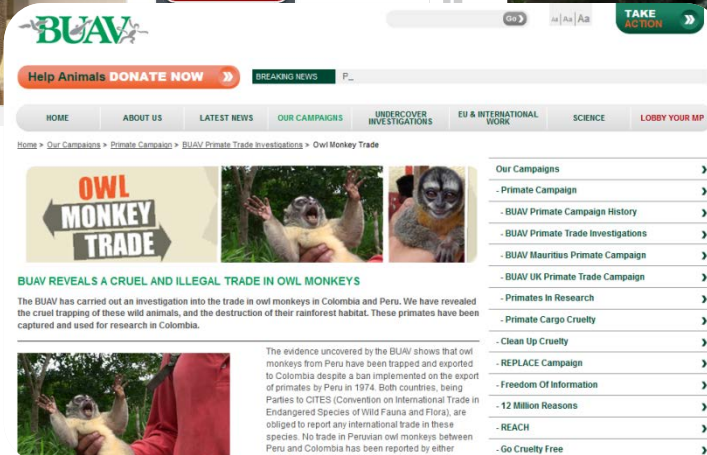 BUAV
Go
Aa Aa Aa
TAKE
ACTION
Help Animals DONATE NOW
BREAKING NEWS P_
HOME
ABOUT US
LATEST NEWS
OUR CAMPAIGNS
UNDERCOVER
INVESTIGATIONS
EU & INTERNATIONAL
WORK
SCIENCE
LOBBY YOUR MP
Home > Our Campaigns > Primate Campaign > BUAV Primate Trade Investigations > Owl Monkey Trade
OWL
MONKEY
TRADE
BUAV REVEALS A CRUEL AND ILLEGAL TRADE IN OWL MONKEYS
The BUAV has carried out an investigation into the trade in owl monkeys in Colombia and Peru. We have revealed
the cruel trapping of these wild animals, and the destruction of their rainforest habitat. These primates have been
captured and used for research in Colombia.
The evidence uncovered by the BUAV shows that owl
monkeys from Peru have been trapped and exported
to Colombia despite a ban implemented on the export
of primates by Peru in 1974. Both countries, being
Parties to CITES (Convention on International Trade in
Endangered Species of Wild Fauna and Flora), are
obliged to report any international trade in these
species. No trade in Peruvian owl monkeys between
Peru and Colombia has been reported by either
Our Campaigns
- Primate Campaign
- BUAV Primate Campaign History
- BUAV Primate Trade Investigations
- BUAV Mauritius Primate Campaign
- BUAV UK Primate Trade Campaign
- Primates In Research
- Primate Cargo Cruelty
- Clean Up Cruelty
- REPLACE Campaign
- Freedom Of Information
- 12 Million Reasons
- REACH
- Go Cruelty Free